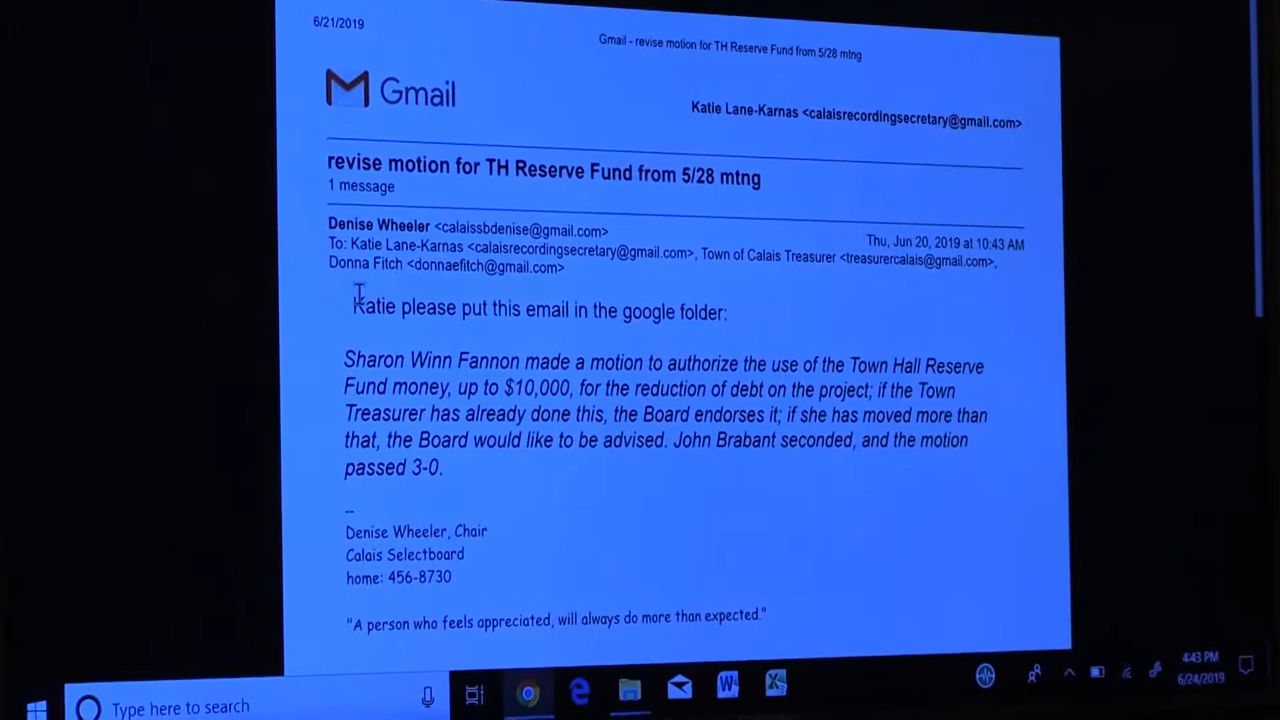 6/21/2019
Gmail - revise motion for TH Reserve Fund from 5/28 mtng
Gmail
Katie Lane-Karnas <calaisrecordingsecretary@gmail.com>
revise motion for TH Reserve Fund from 5/28 mtng
1 message
Denise Wheeler <calaissbdenise@gmail.com>
Thu, Jun 20, 2019 at 10:43 AM
To: Katie Lane-Karnas <calaisrecordingsecretary@gmail.com>, Town of Calais Treasurer <treasurercalais@gmail.com>,
Donna Fitch <donnaefitch@gmail.com>
Katie please put this email in the google folder:
Sharon Winn Fannon made a motion to authorize the use of the Town Hall Reserve
Fund money, up to $10,000, for the reduction of debt on the project; if the Town
Treasurer has already done this, the Board endorses it; if she has moved more than
that, the Board would like to be advised. John Brabant seconded, and the motion
passed 3-0.
--
Denise Wheeler, Chair
Calais Selectboard
home: 456-8730
"A person who feels appreciated, will always do more than expected."
4:43 PM
Type here to search
6/24/2019